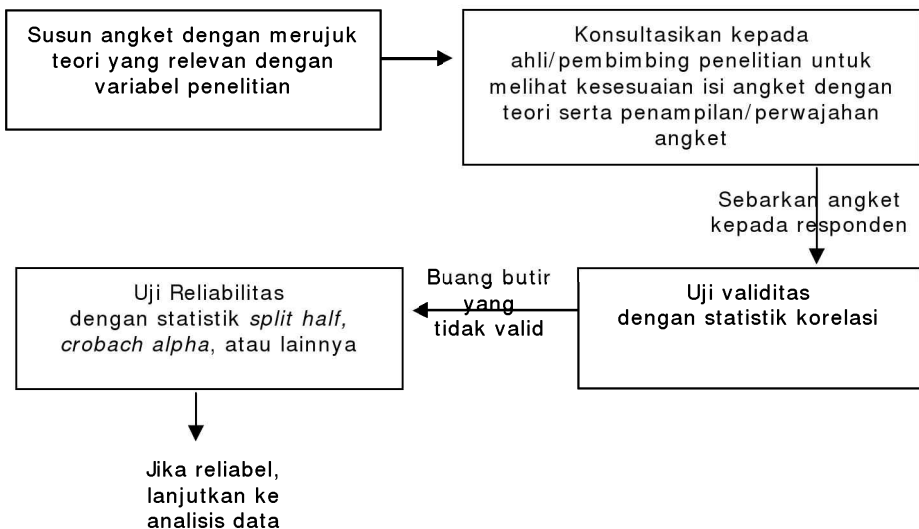 Susun angket dengan merujuk
teori yang relevan dengan
variabel penelitian
Konsultasikan kepada
ahli/pembimbing penelitian untuk
melihat kesesuaian isi angket dengan
teori serta penampilan/perwajahan
angket
Sebarkan angket
kepada responden
Uji validitas
dengan statistik korelasi
Buang butir
yang
tidak valid
Uji Reliabilitas
dengan statistik split half,
crobach alpha, atau lainnya
Jika reliabel,
lanjutkan ke
analisis data